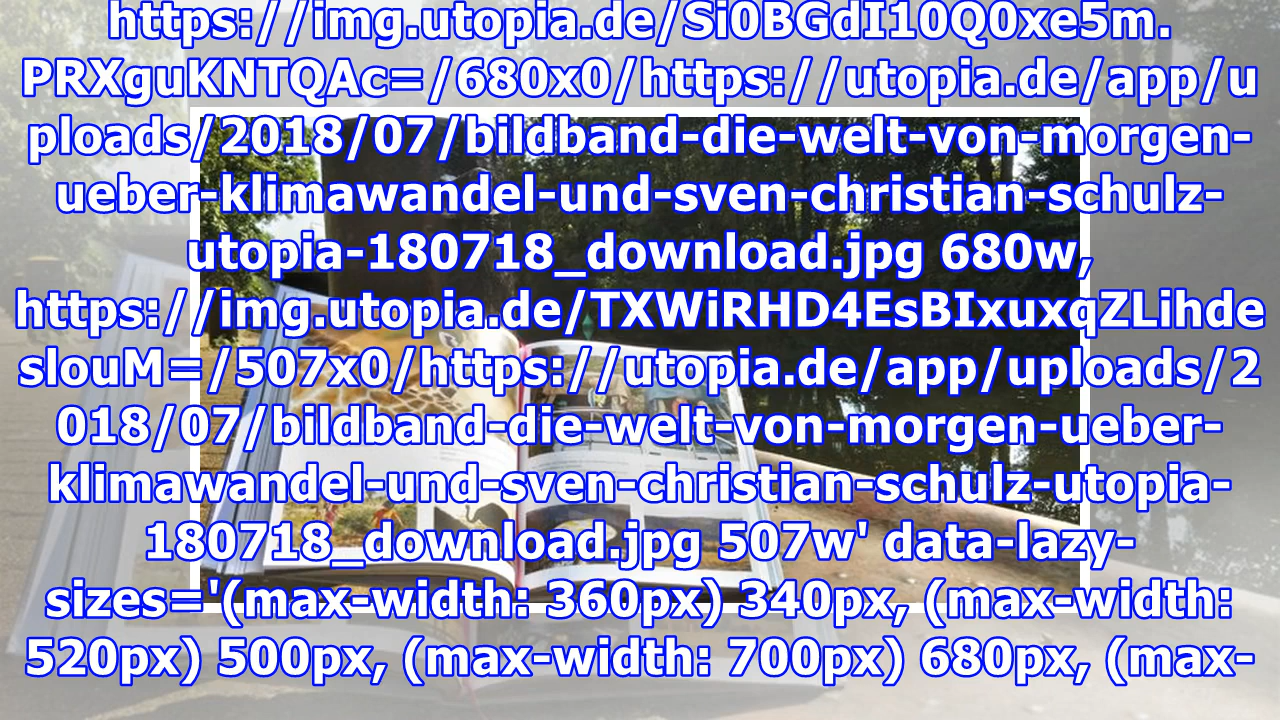 https://img.utopia.de/Si0BGdI10Q0xe5m.
PRXguKNTQAc=/680x0/https://utopia.de/app/u
ploads/2018/07/bildband-die-welt-von-morgen-
ueber-klimawandel-und-sven-christian-schulz-
utopia-180718_download.jpg 680w,
https://img.utopia.de/TXWiRHD4EsBIxuxqZLihde
slouM=/507x0/https://utopia.de/app/uploads/2
018/07/bildband-die-welt-von-morgen-ueber-
klimawandel-und-sven-christian-schulz-utopia-
180718_download.jpg 507w' data-lazy-
sizes='(max-width: 360px) 340px, (max-width:
520px) 500px, (max-width: 700px) 680px, (max-